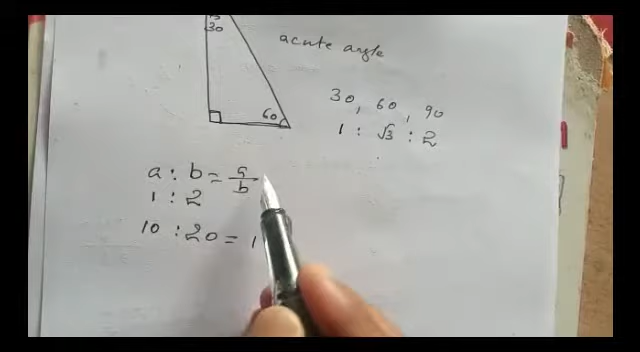 30
acute angle
60
30, 60, 90
1 : √3 : 2
a : b = a/b
1 : 2
10 : 20 = 1